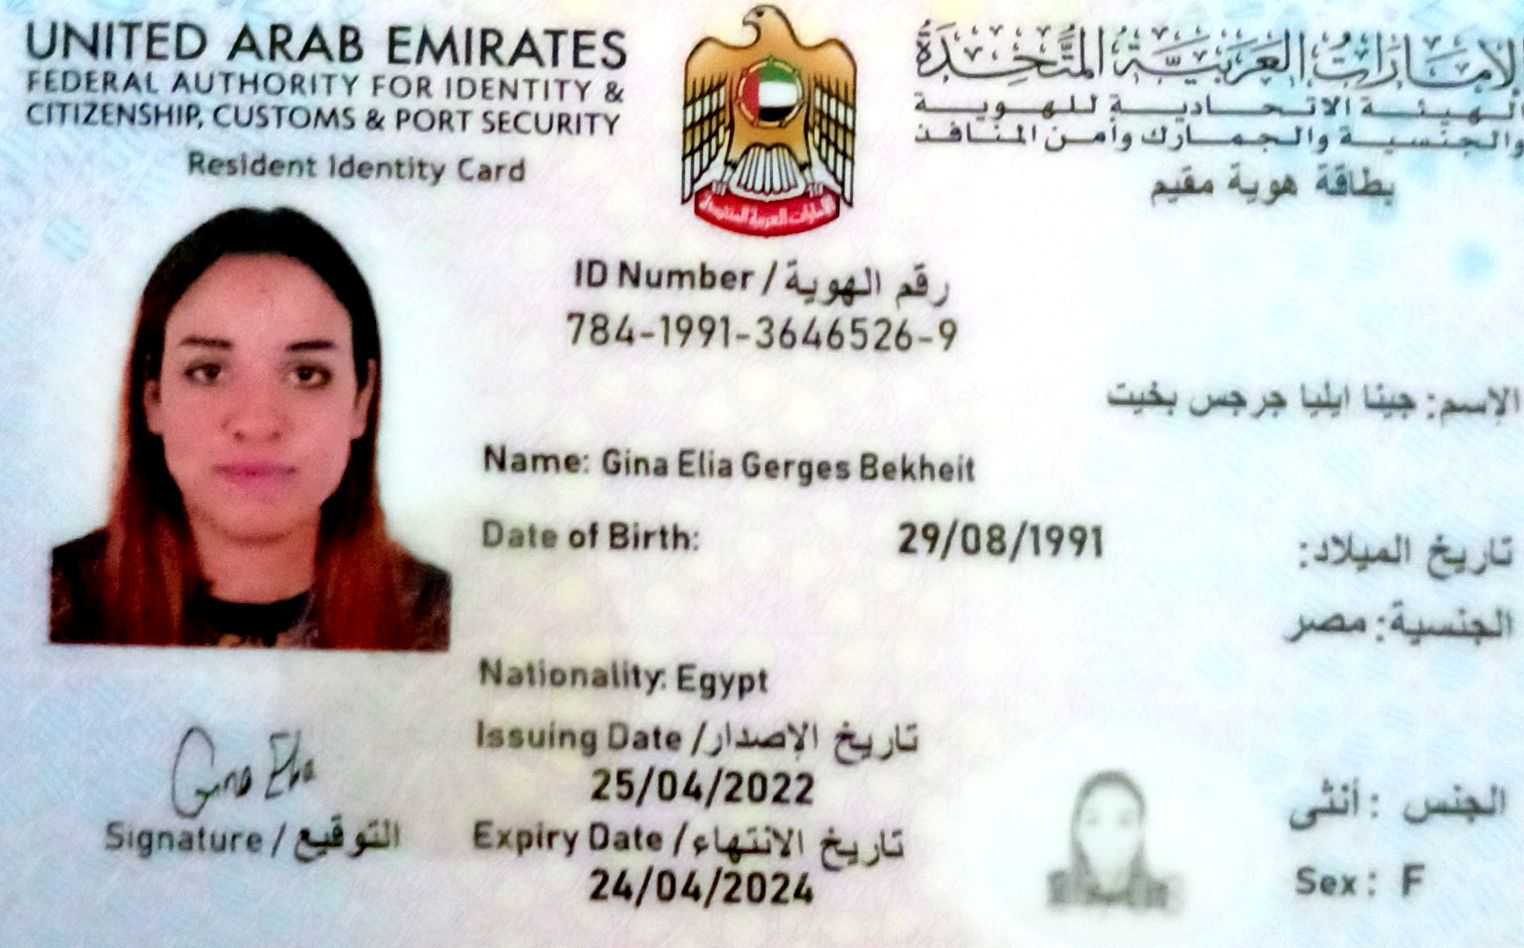 UNITED ARAB EMIRATES
FEDERAL AUTHORITY FOR IDENTITY &
CITIZENSHIP, CUSTOMS & PORT SECURITY
Resident Identity Card
الإمارات العربية المتحدة
الهيئة الاتحادية للهوية
والجنسية والجمارك وأمن المنافذ
بطاقة هوية مقيم
الإمارات العربية المتحدة
ID Number / رقم الهوية
784-1991-3646526-9
الإسم: جينا ايليا جرجس بخيت
Name: Gina Elia Gerges Bekheit
Date of Birth: 29/08/1991 تاريخ الميلاد:
الجنسية: مصر
Nationality: Egypt
Issuing Date / تاريخ الإصدار
25/04/2022
Expiry Date / تاريخ الانتهاء
24/04/2024
Gina Elia
Signature / التوقيع
الجنس : أنثى
Sex: F